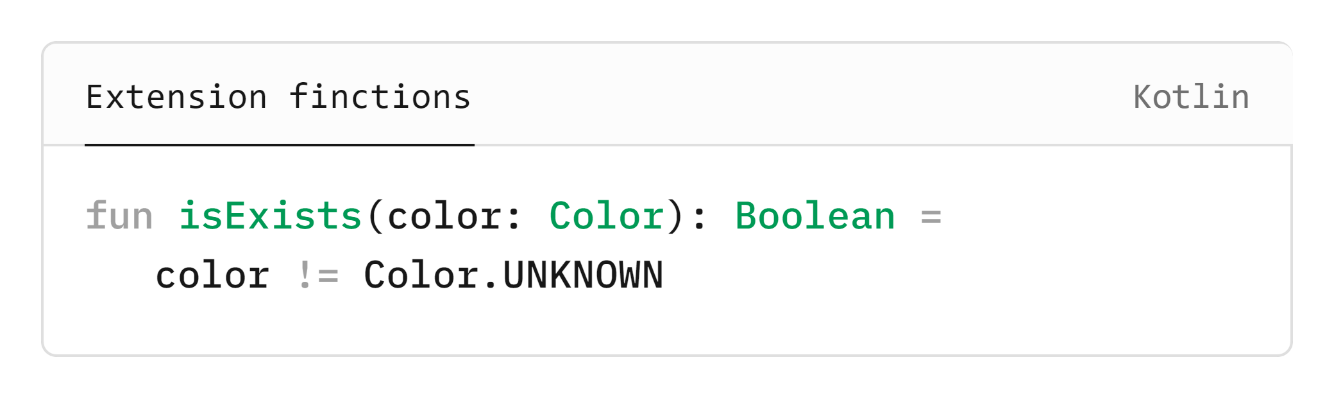 Extension finctions
Kotlin
fun isExists(color: Color): Boolean =
color != Color.UNKNOWN